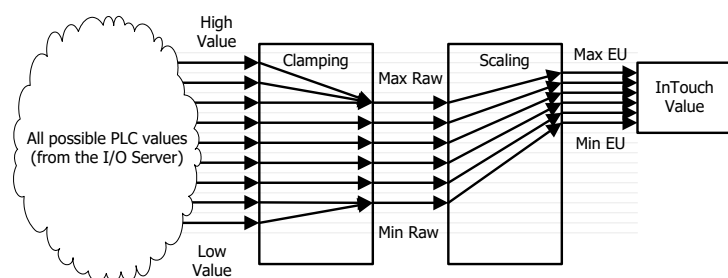 High
Value
Clamping
Scaling
Max EU
Max Raw
InTouch
Value
All possible PLC values
(from the I/O Server)
Min EU
Min Raw
Low
Value